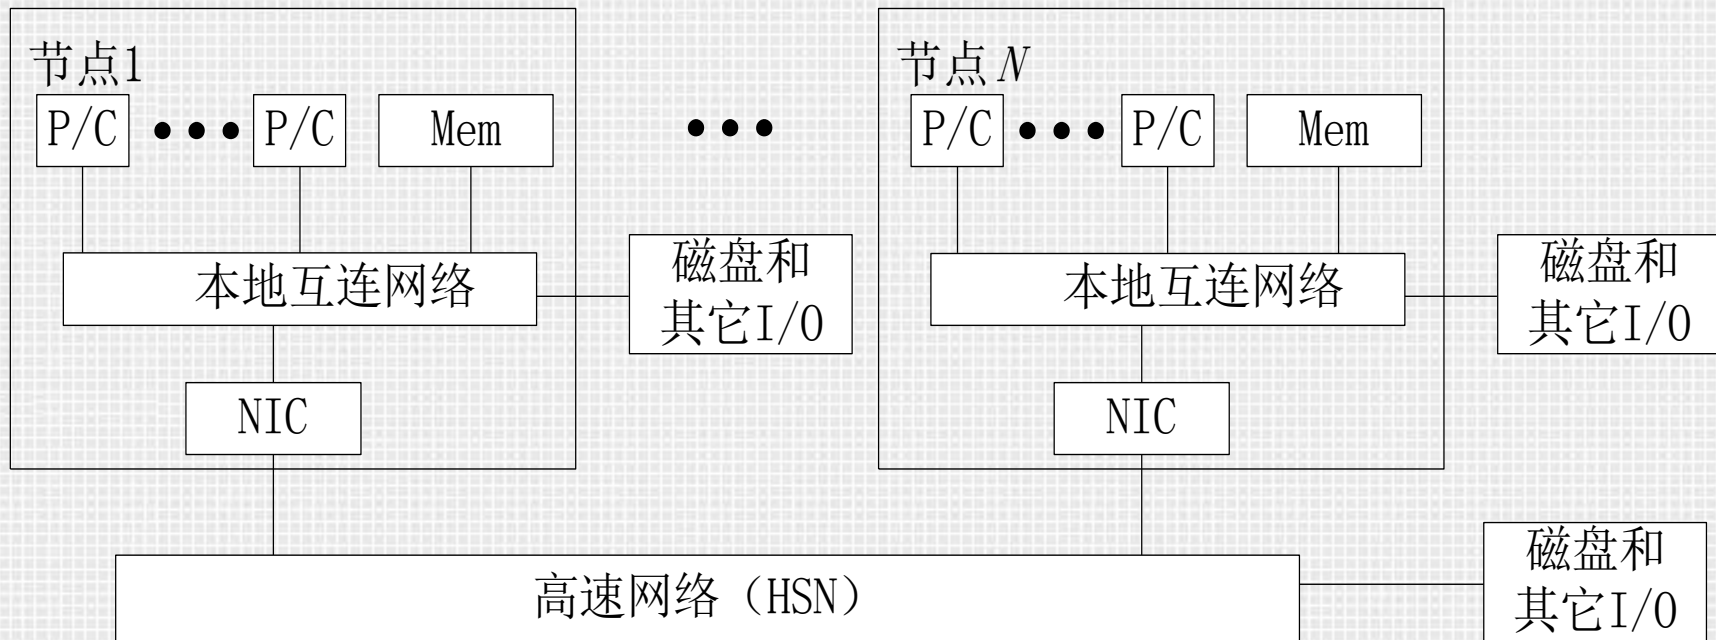 节点1
P/C ••• P/C Mem
本地互连网络
磁盘和
其它I/O
NIC
•••
节点N
P/C ••• P/C Mem
本地互连网络
磁盘和
其它I/O
NIC
高速网络（HSN）
磁盘和
其它I/O